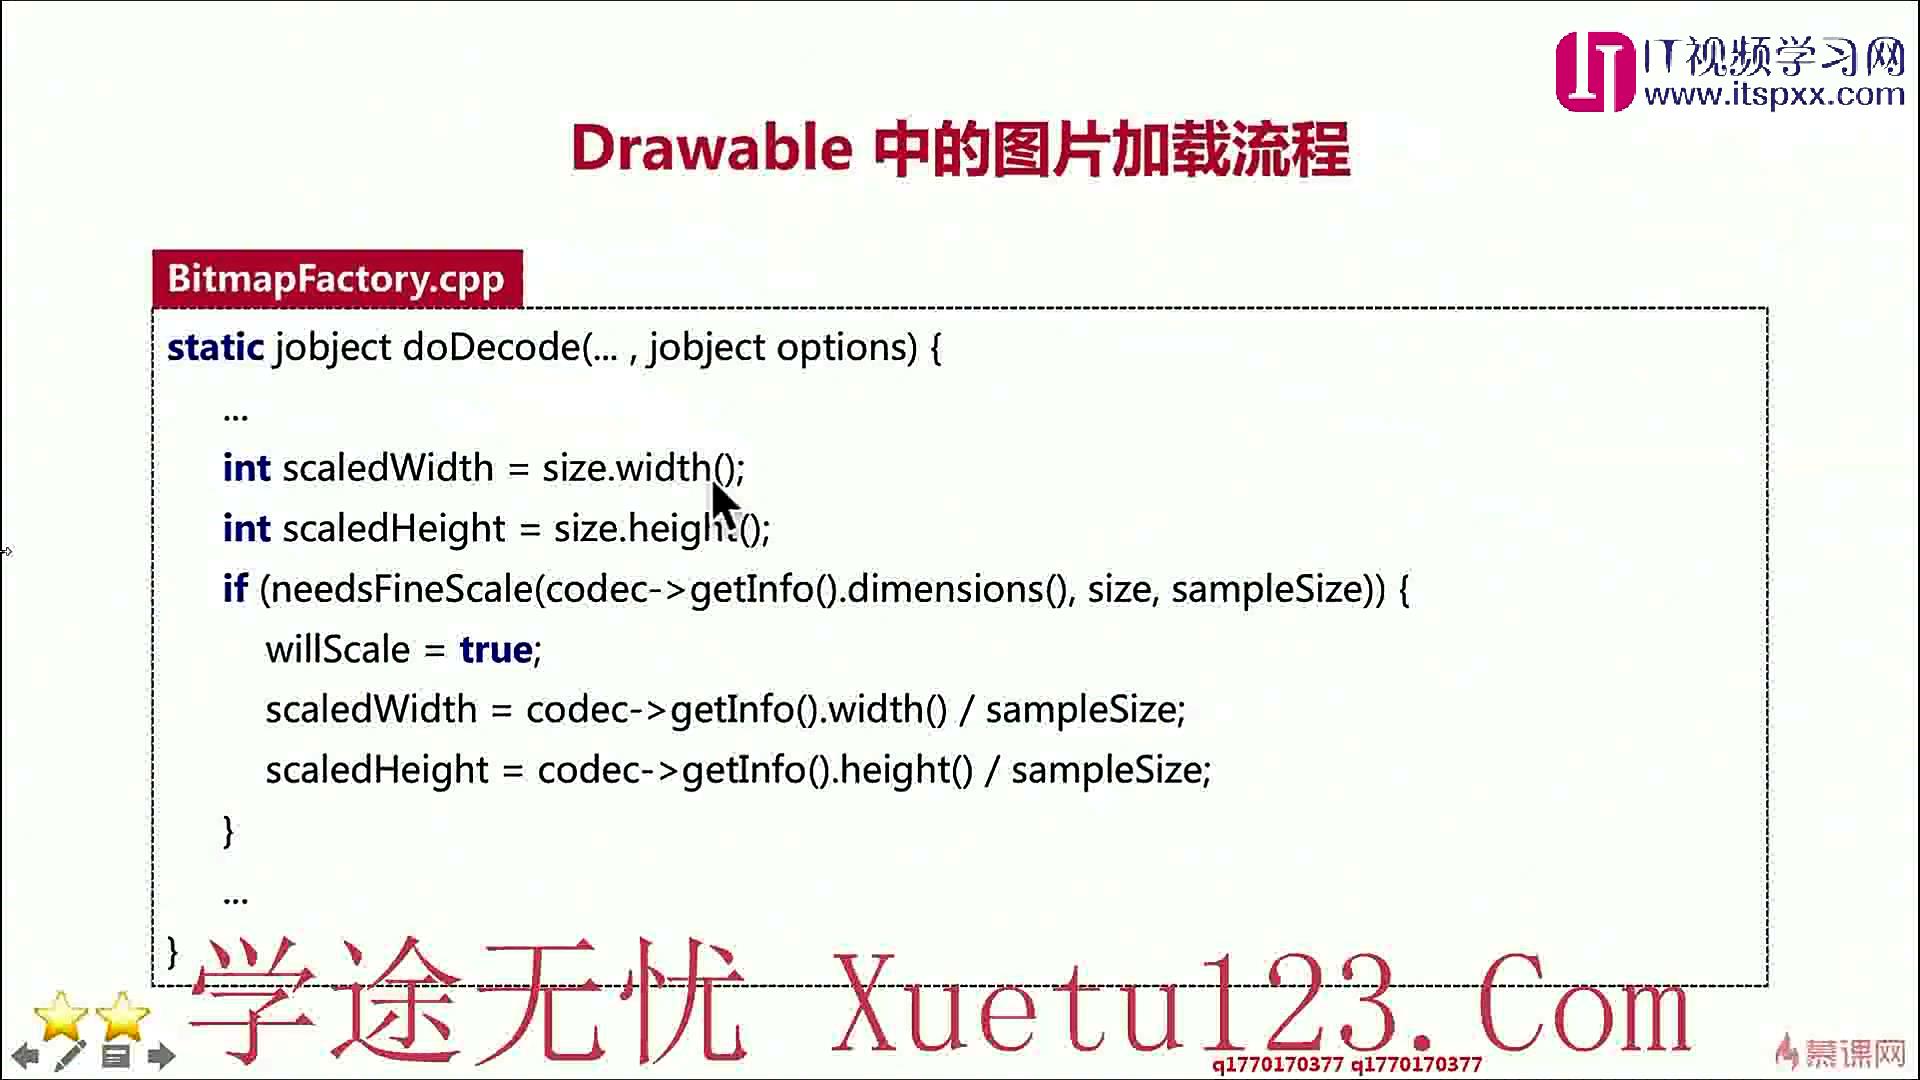 IT视频学习网
www.itspxx.com
Drawable 中的图片加载流程
BitmapFactory.cpp
static jobject doDecode(... , jobject options) {
...
int scaledWidth = size.width();
int scaledHeight = size.height();
if (needsFineScale(codec->getInfo().dimensions(), size, sampleSize)) {
willScale = true;
scaledWidth = codec->getInfo().width() / sampleSize;
scaledHeight = codec->getInfo().height() / sampleSize;
}
...
}
学途无忧 Xuetu123.Com
q1770170377 q1770170377
慕课网